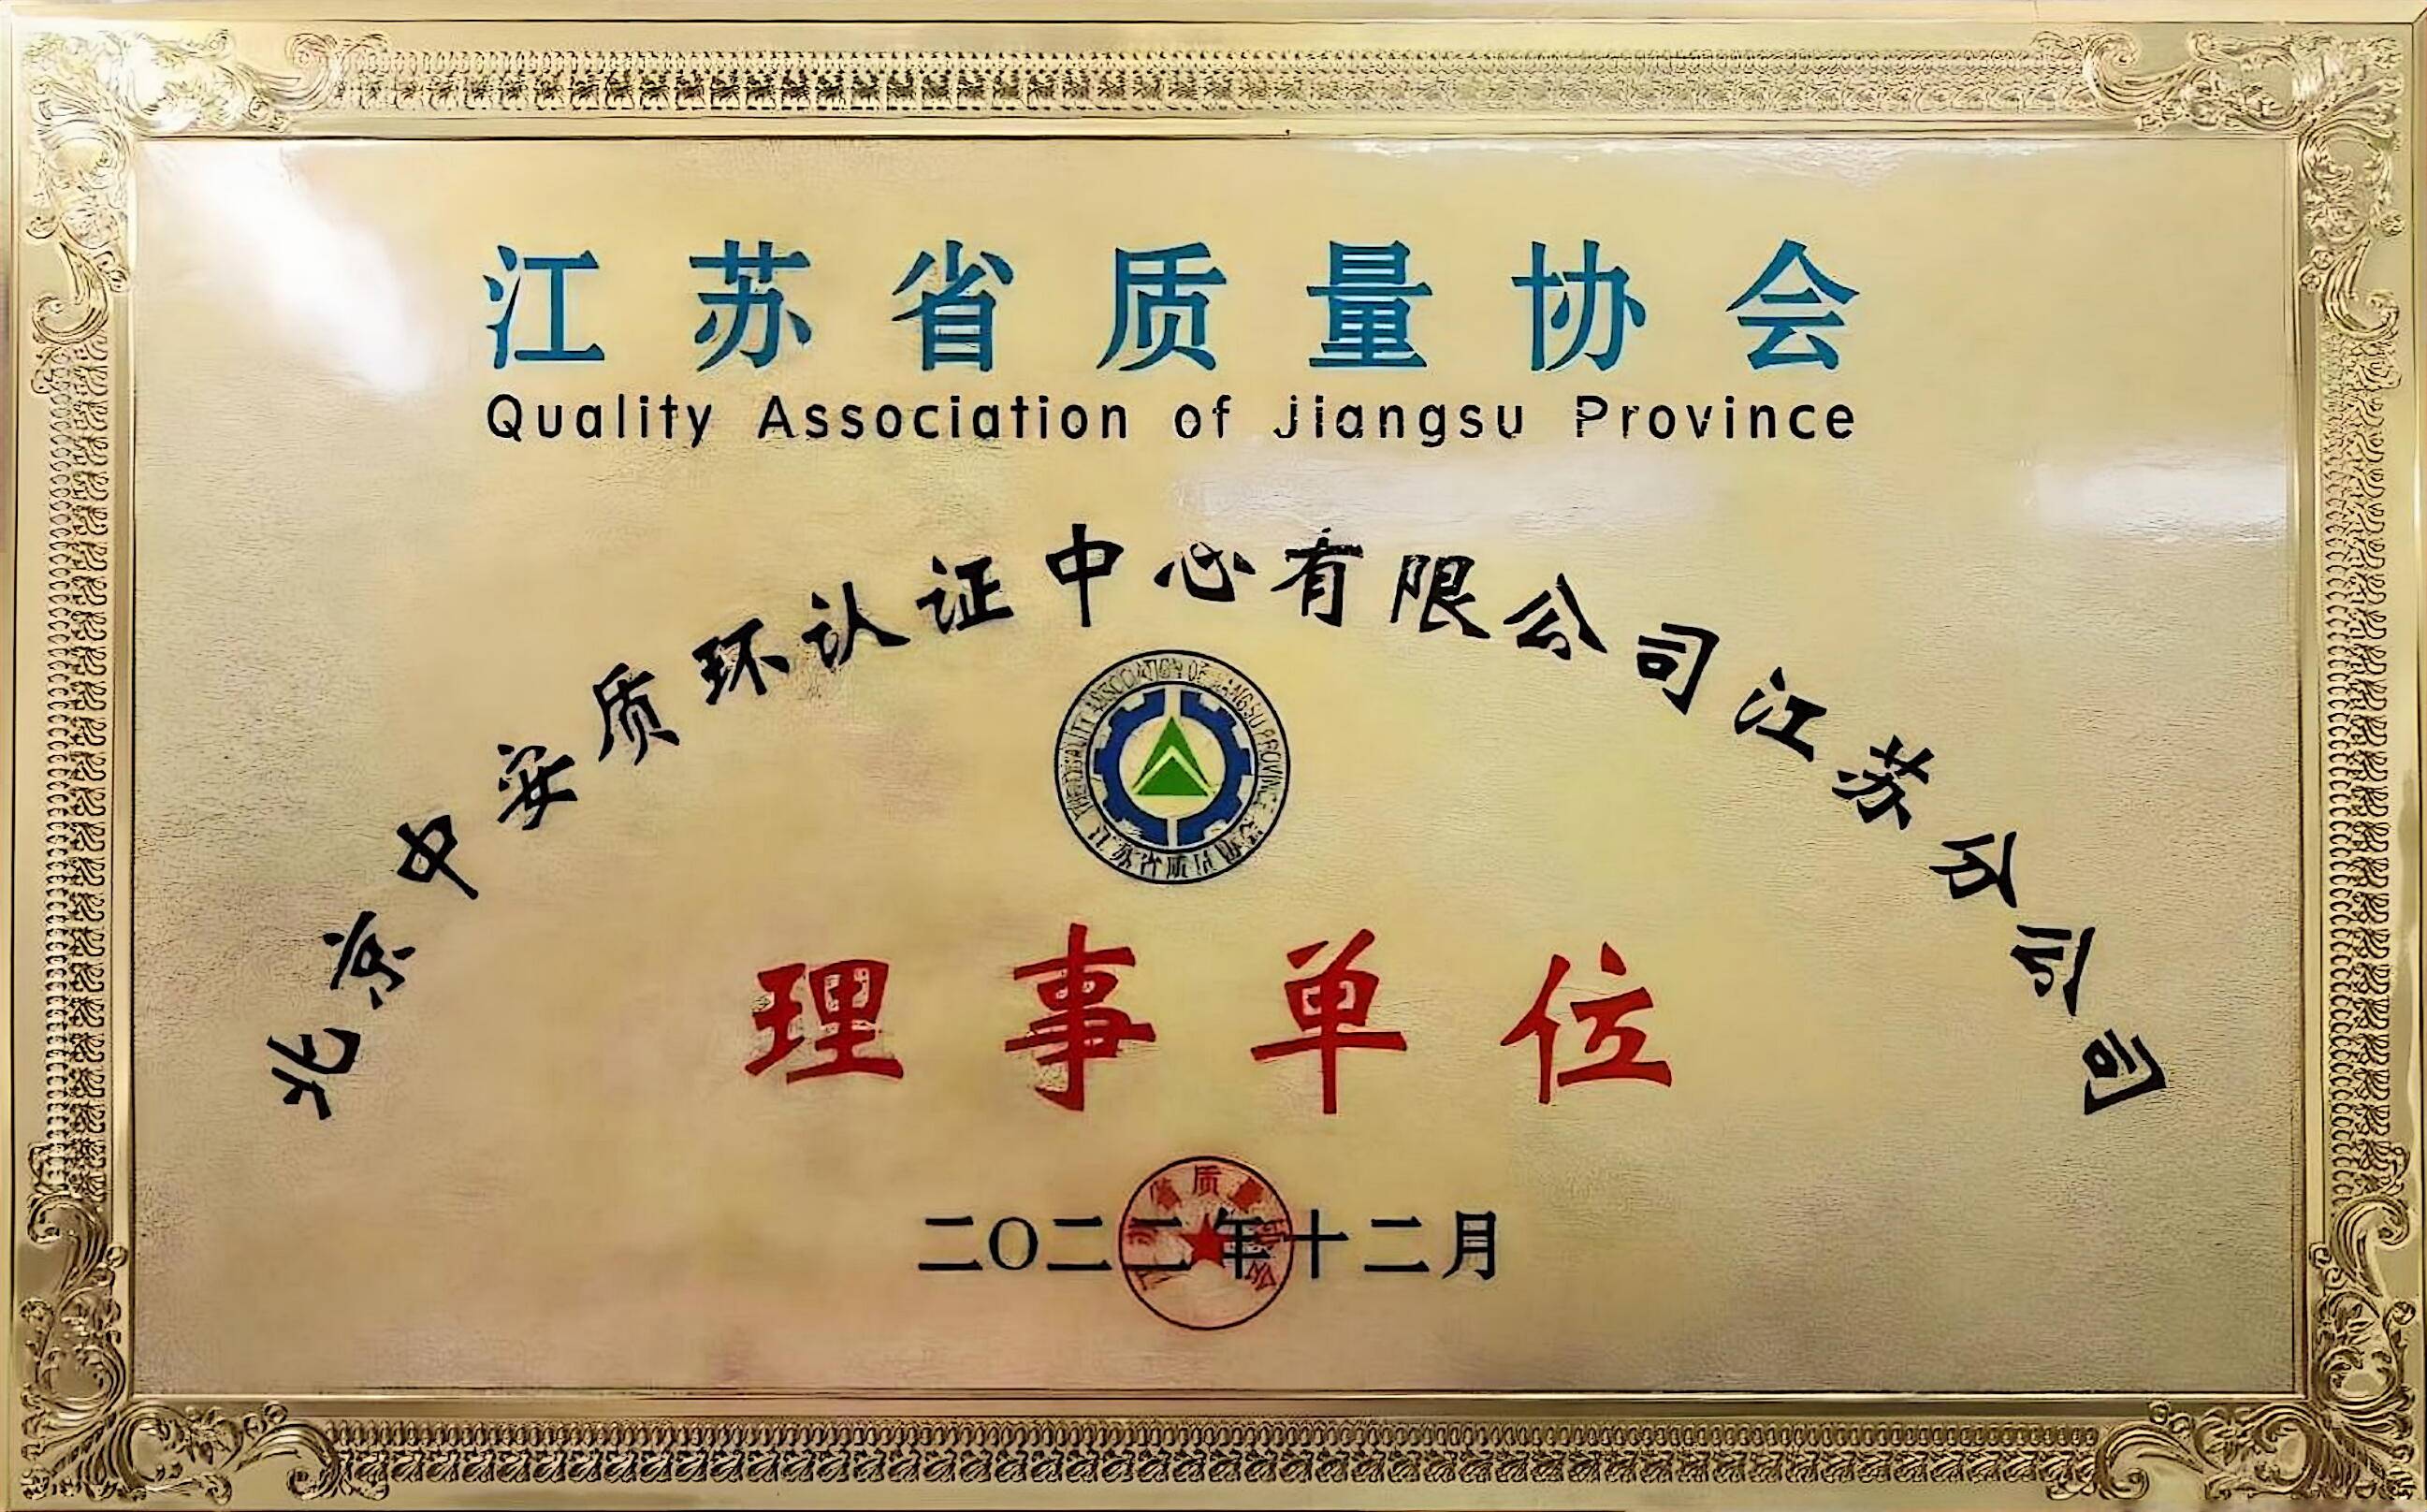 江苏省质量协会
Quality Association of Jiangsu Province
北京中安质环认证中心有限公司江苏分公司
理事单位
二〇二二年十二月